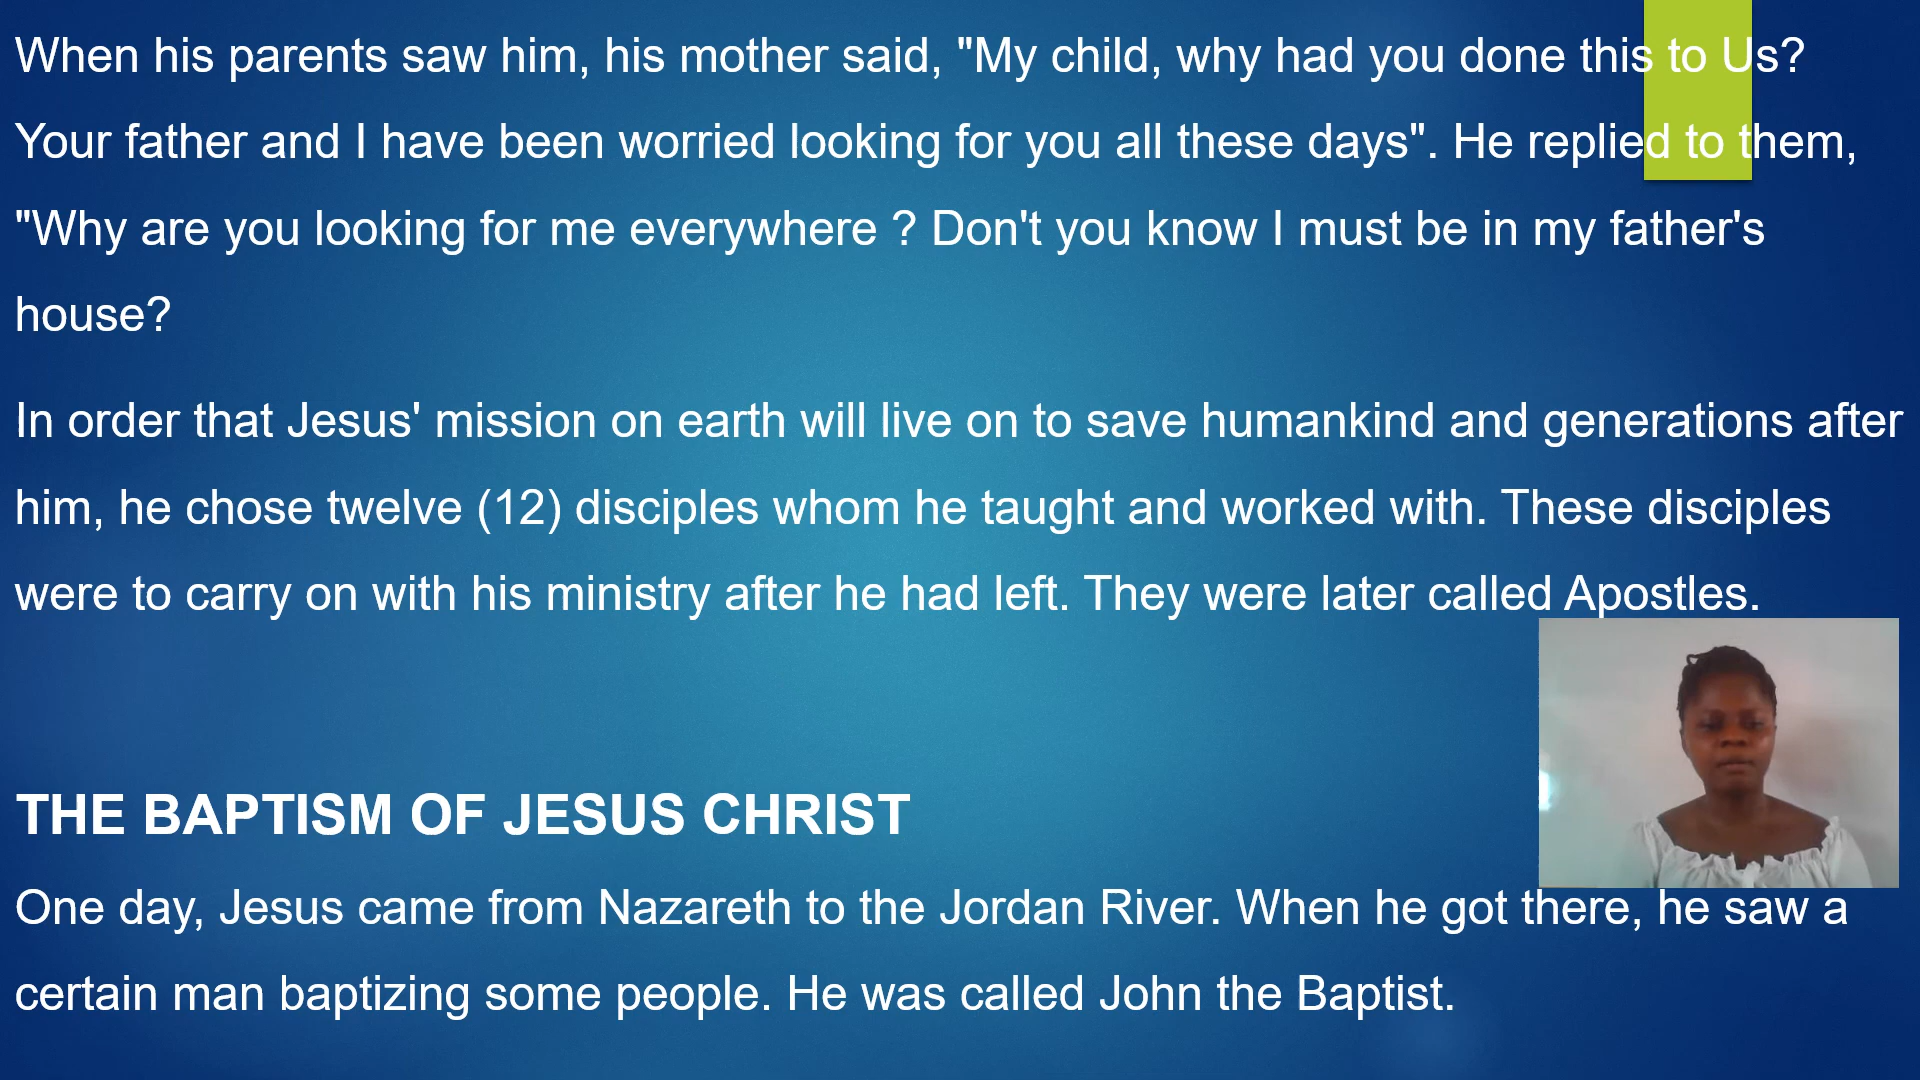 When his parents saw him, his mother said, "My child, why had you done this to Us?
Your father and I have been worried looking for you all these days". He replied to them,
"Why are you looking for me everywhere ? Don't you know I must be in my father's
house?
In order that Jesus' mission on earth will live on to save humankind and generations after
him, he chose twelve (12) disciples whom he taught and worked with. These disciples
were to carry on with his ministry after he had left. They were later called Apostles.
THE BAPTISM OF JESUS CHRIST
One day, Jesus came from Nazareth to the Jordan River. When he got there, he saw a
certain man baptizing some people. He was called John the Baptist.